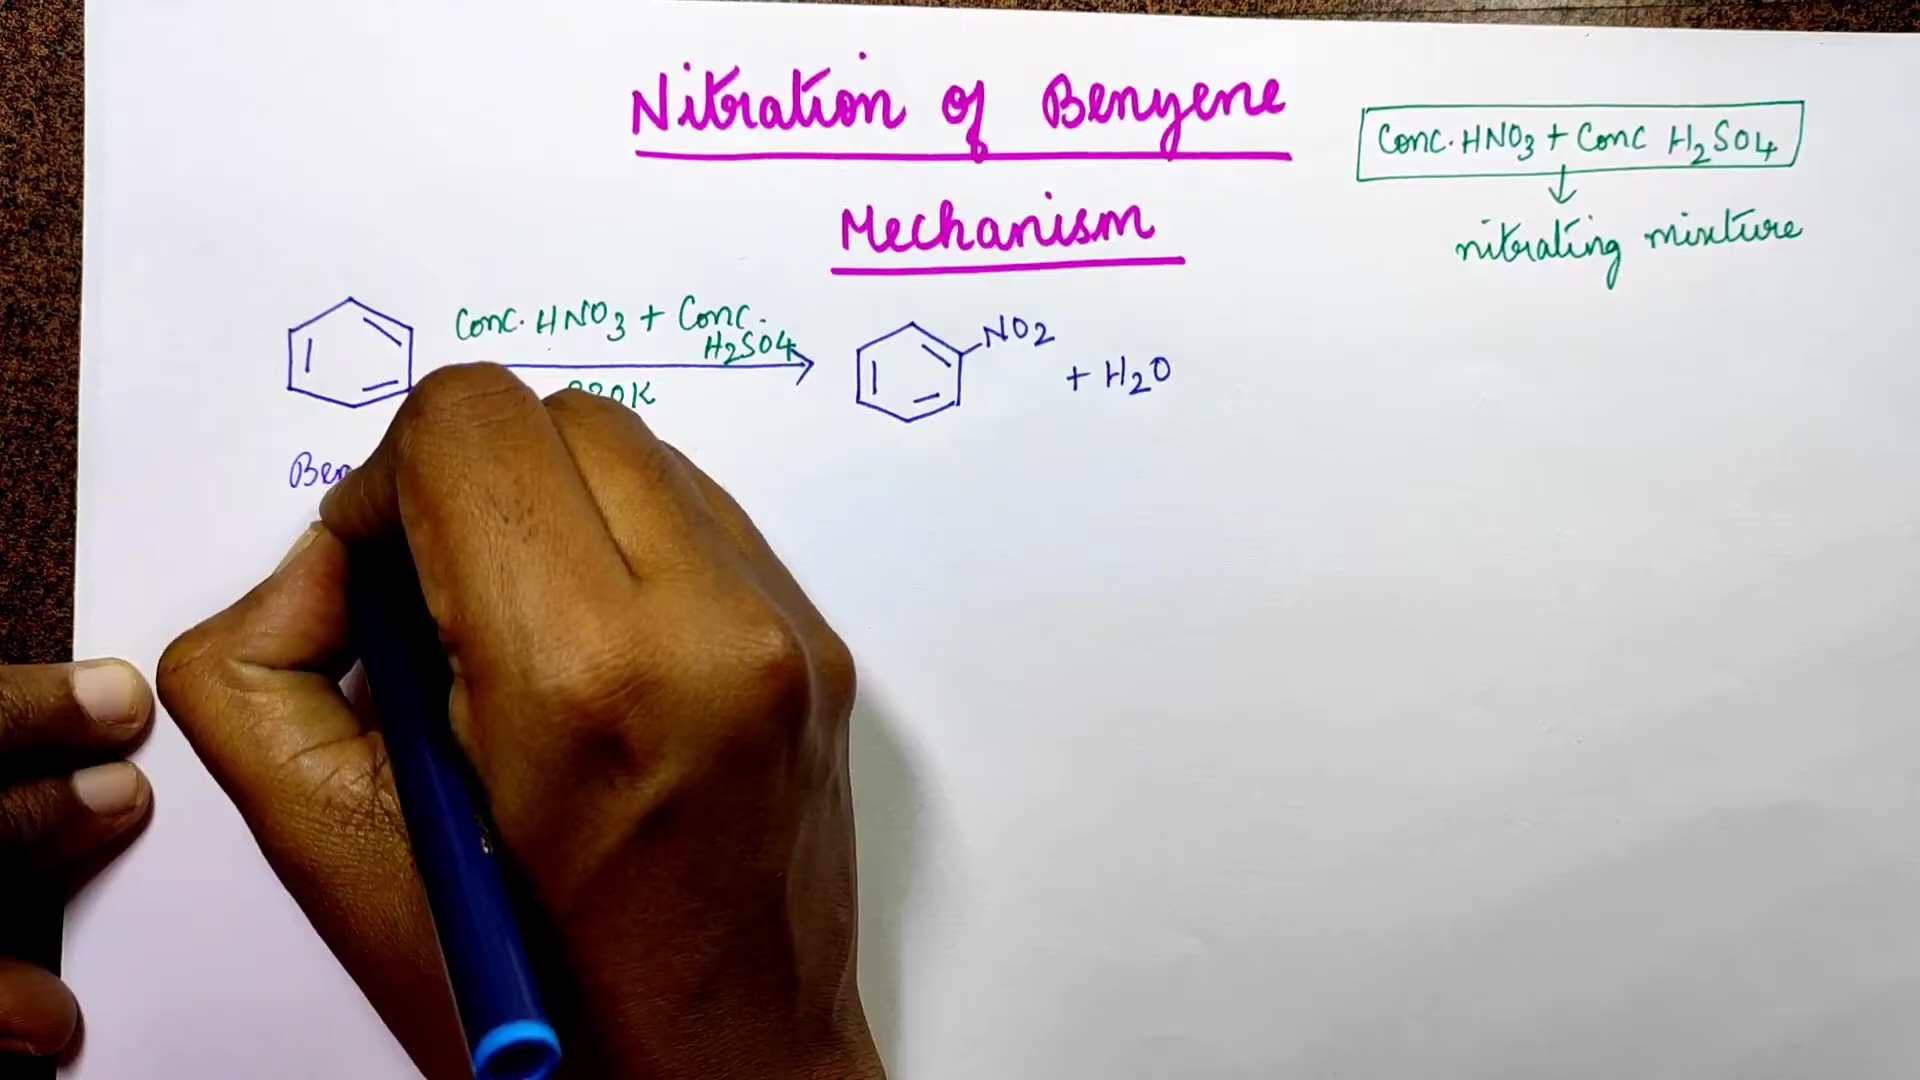 Nitration of Benzene
Conc. HNO3 + Conc H2SO4
Mechanism
nitrating mixture
Conc. HNO3 + Conc.
H2SO4
NO2
+ H2O